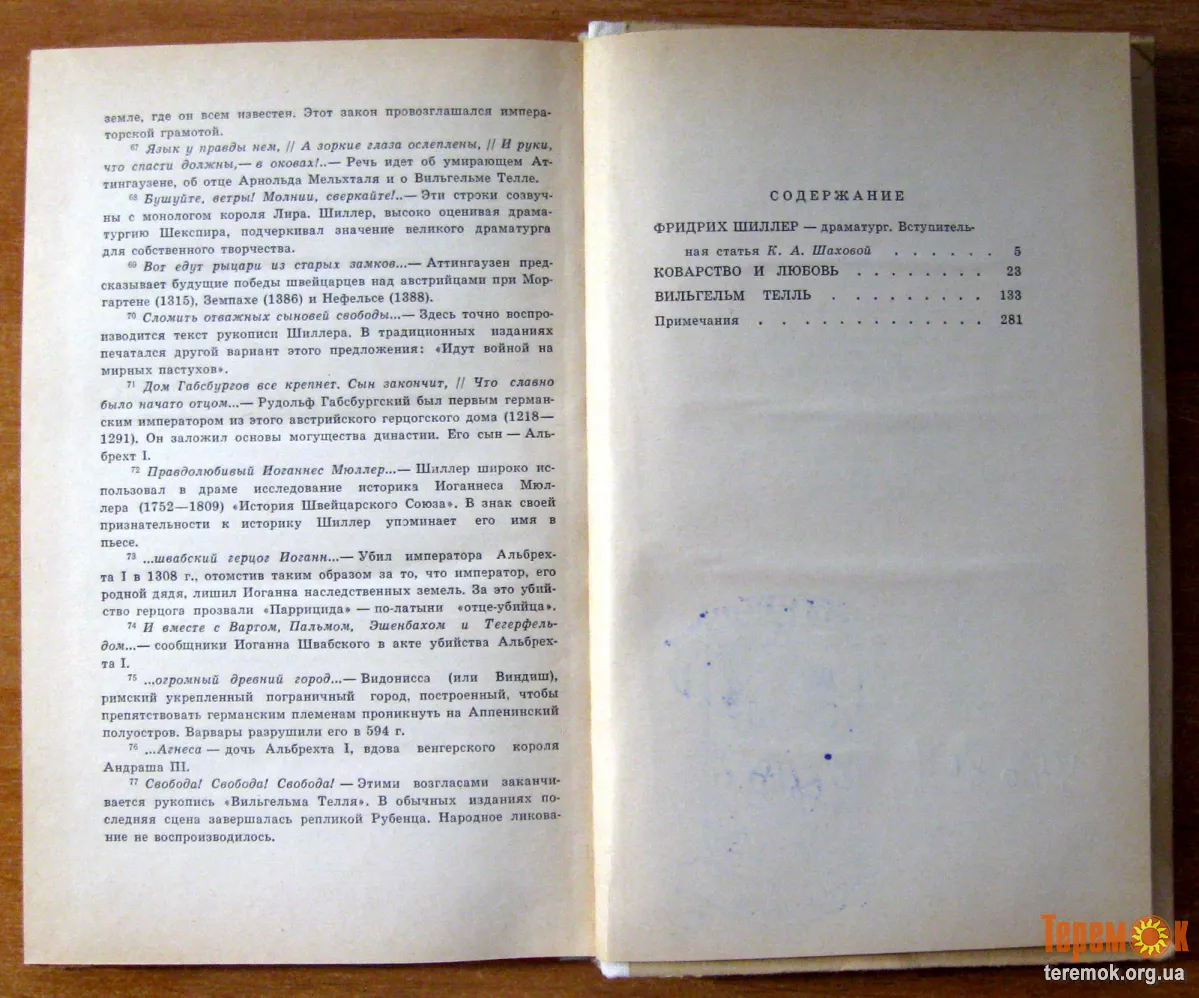 земле, где он всем известен. Этот закон провозглашался импера-
торской грамотой.
67 Язык у правды нем, // А зоркие глаза ослеплены, // И руки,
что спасти должны,— в оковах!..— Речь идет об умирающем Ат-
тингаузене, об отце Арнольда Мельхталя и о Вильгельме Телле.
68 Бушуйте, ветры! Молнии, сверкайте!..— Эти строки созвуч-
ны с монологом короля Лира. Шиллер, высоко оценивая драма-
тургию Шекспира, подчеркивал значение великого драматурга
для собственного творчества.
69 Вот едут рыцари из старых замков...— Аттингаузен пред-
сказывает будущие победы швейцарцев над австрийцами при Мор-
гартене (1315), Земпахе (1386) и Нефельсе (1388).
70 Сломить отважных сыновей свободы...— Здесь точно воспро-
изводится текст рукописи Шиллера. В традиционных изданиях
печатался другой вариант этого предложения: «Идут войной на
мирных пастухов».
71 Дом Габсбургов все крепнет. Сын закончит, // Что славно
было начато отцом...— Рудольф Габсбургский был первым герман-
ским императором из этого австрийского герцогского дома (1218—
1291). Он заложил основы могущества династии. Его сын — Аль-
брехт I.
72 Правдолюбивый Иоганнес Мюллер...— Шиллер широко ис-
пользовал в драме исследование историка Иоганнеса Мюл-
лера (1752—1809) «История Швейцарского Союза». В знак своей
признательности к историку Шиллер упоминает его имя в
пьесе.
73 ...швабский герцог Иоганн...— Убил императора Альбрех-
та I в 1308 г., отомстив таким образом за то, что император, его
родной дядя, лишил Иоганна наследственных земель. За это убий-
ство герцога прозвали «Паррицида» — по-латыни «отце-убийца».
74 И вместе с Вартом, Пальмом, Эшенбахом и Тегерфель-
дом...— сообщники Иоганна Швабского в акте убийства Альбрех-
та I.
75 ...огромный древний город...— Видонисса (или Виндиш),
римский укрепленный пограничный город, построенный, чтобы
препятствовать германским племенам проникнуть на Аппенинский
полуостров. Варвары разрушили его в 594 г.
76 ...Агнеса — дочь Альбрехта I, вдова венгерского короля
Андраша III.
77 Свобода! Свобода! Свобода! — Этими возгласами заканчи-
вается рукопись «Вильгельма Телля». В обычных изданиях по-
следняя сцена завершалась репликой Руденца. Народное ликова-
ние не воспроизводилось.
СОДЕРЖАНИЕ
ФРИДРИХ ШИЛЛЕР — драматург. Вступитель-
ная статья К. А. Шаховой . . . . . . 5
КОВАРСТВО И ЛЮБОВЬ . . . . . . . . 23
ВИЛЬГЕЛЬМ ТЕЛЛЬ . . . . . . . . . 133
Примечания . . . . . . . . . . . . . 281
Теремок
teremok.org.ua